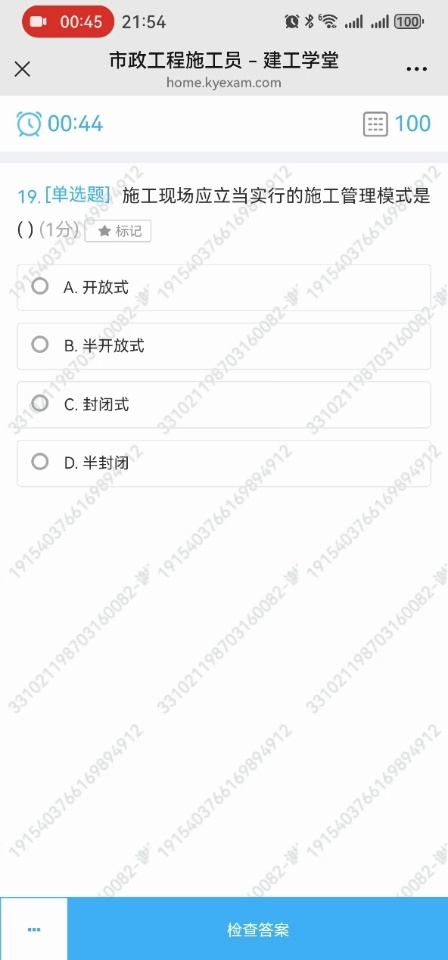 00:45 21:54 100
市政工程施工员 - 建工学堂
home.kyexam.com
00:44 100
19. [单选题] 施工现场应立当实行的施工管理模式是
( ) (1分) ★ 标记
A. 开放式
B. 半开放式
C. 封闭式
D. 半封闭
191540376616989491​2
331021198703160082-谢
检查答案